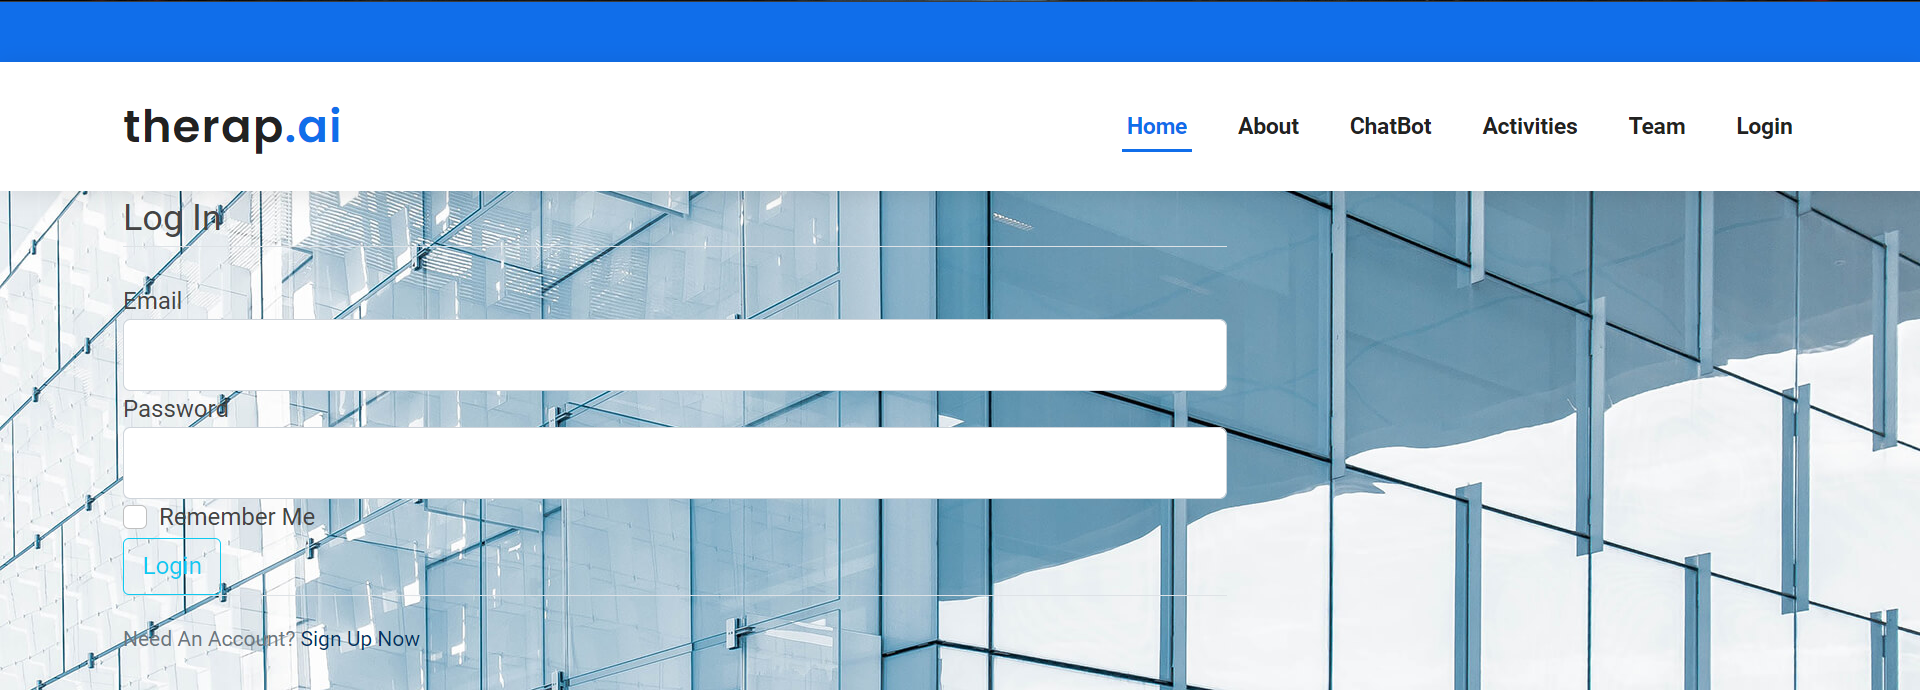 therap.ai
Home About ChatBot Activities Team Login
Log In
Email
Password
Remember Me
Login
Need An Account? Sign Up Now